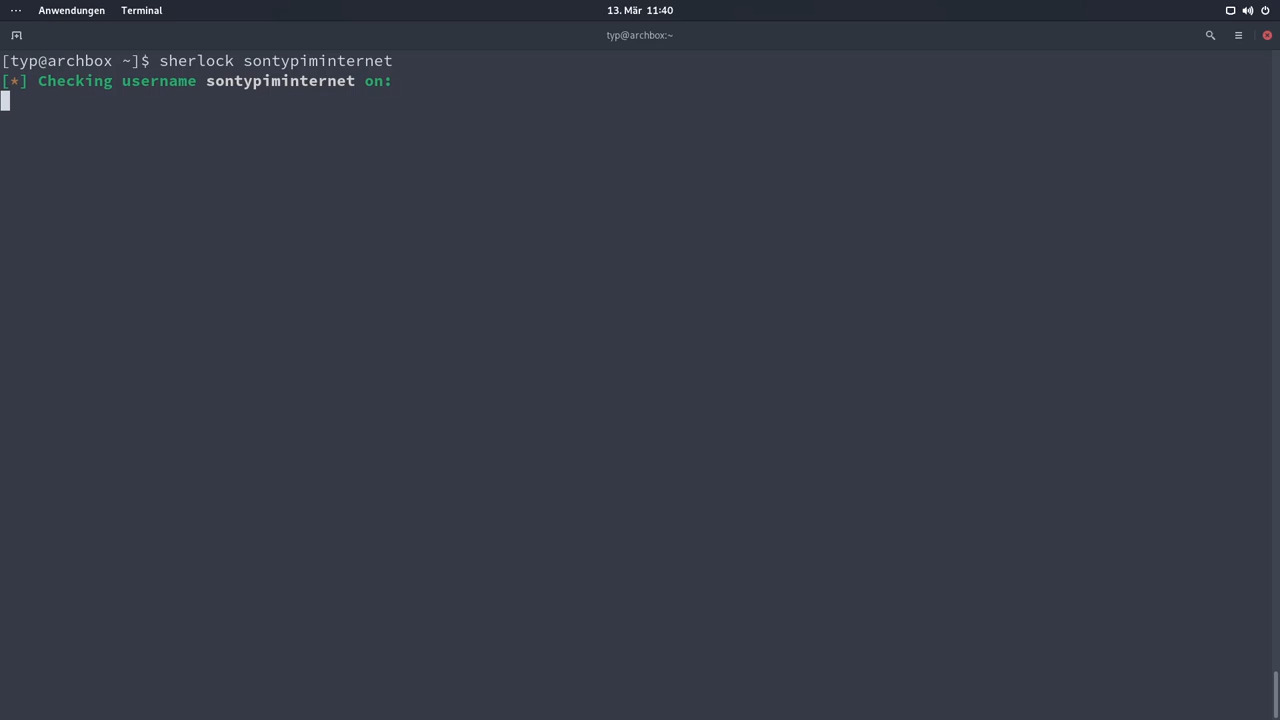 ··· Anwendungen Terminal 13. Mär 11:40
typ@archbox:~
[typ@archbox ~]$ sherlock sontypiminternet
[*] Checking username sontypiminternet on: